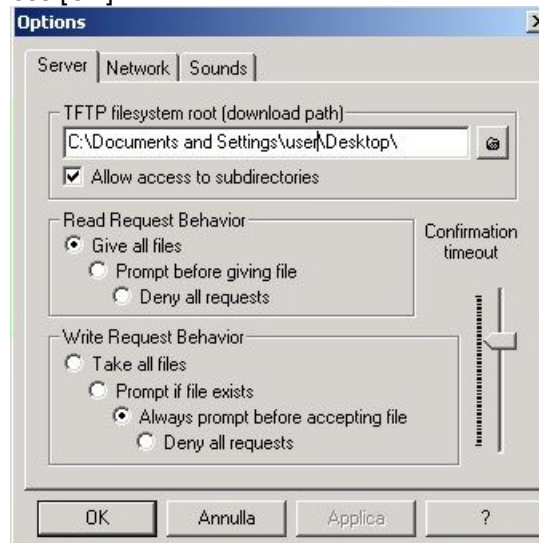 Options
Server Network Sounds
TFTP filesystem root (download path)
C:\Documents and Settings\user\Desktop\
Allow access to subdirectories
Read Request Behavior
Give all files
Prompt before giving file
Deny all requests
Confirmation
timeout
Write Request Behavior
Take all files
Prompt if file exists
Always prompt before accepting file
Deny all requests
OK Annulla Applica ?